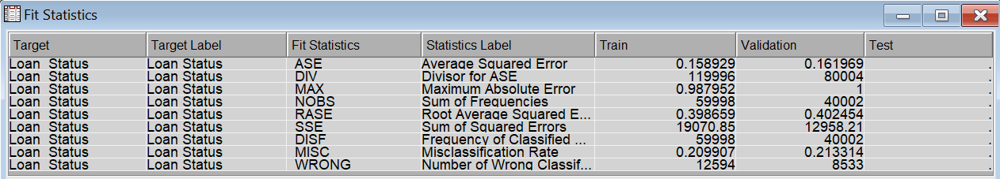 Fit Statistics
Target Target Label Fit Statistics Statistics Label Train Validation Test
Loan Status Loan Status ASE Average Squared Error 0.158929 0.161969 .
Loan Status Loan Status DIV Divisor for ASE 119996 80004 .
Loan Status Loan Status MAX Maximum Absolute Error 0.987952 1 .
Loan Status Loan Status NOBS Sum of Frequencies 59998 40002 .
Loan Status Loan Status RASE Root Average Squared E... 0.398659 0.402454 .
Loan Status Loan Status SSE Sum of Squared Errors 19070.85 12958.21 .
Loan Status Loan Status DISF Frequency of Classified ... 59998 40002 .
Loan Status Loan Status MISC Misclassification Rate 0.209907 0.213314 .
Loan Status Loan Status WRONG Number of Wrong Classif... 12594 8533 .